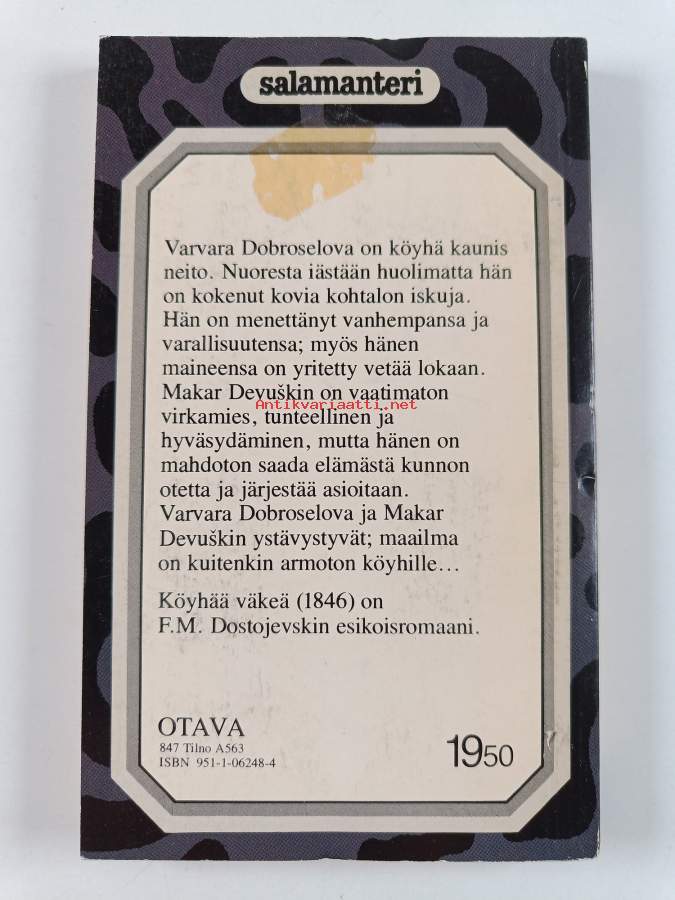 salamanteri
Varvara Dobroselova on köyhä kaunis
neito. Nuoresta iästään huolimatta hän
on kokenut kovia kohtalon iskuja.
Hän on menettänyt vanhempansa ja
varallisuutensa; myös hänen
maineensa on yritetty vetää lokaan.
Makar Devuškin on vaatimaton
Antikvariaatti.net
virkamies, tunteellinen ja
hyväsydäminen, mutta hänen on
mahdoton saada elämästä kunnon
otetta ja järjestää asioitaan.
Varvara Dobroselova ja Makar
Devuškin ystävystyvät; maailma
on kuitenkin armoton köyhille...
Köyhää väkeä (1846) on
F.M. Dostojevskin esikoisromaani.
OTAVA
847 Tilno A563
ISBN 951-1-06248-4
1950